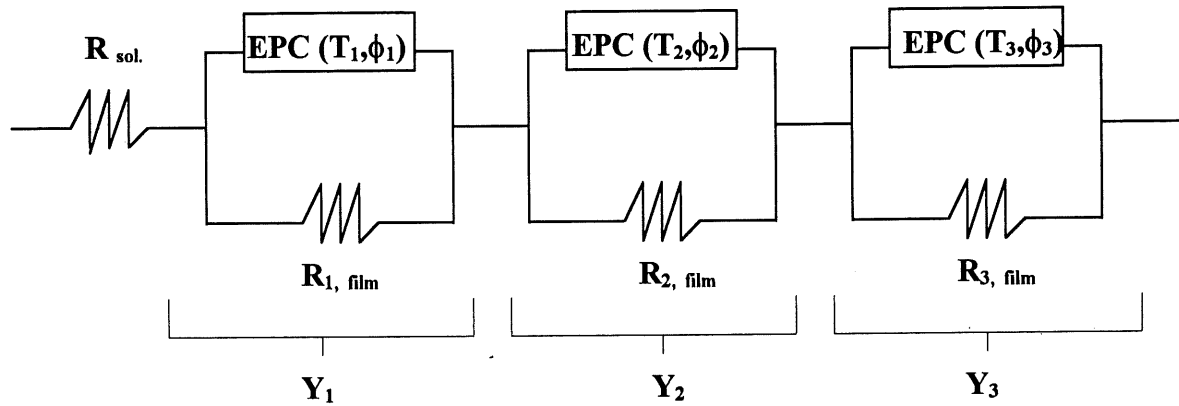 R sol.
EPC (T1,ϕ1)
EPC (T2,ϕ2)
EPC (T3,ϕ3)
R1, film
R2, film
R3, film
Y1
Y2
Y3